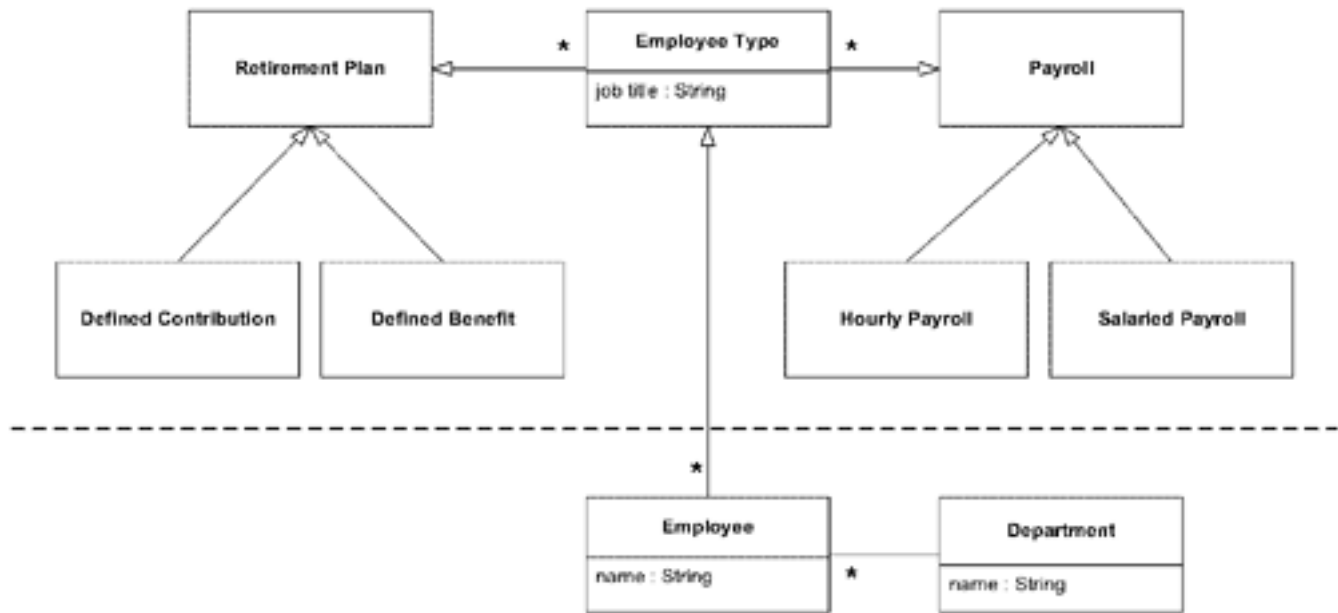 Retirement Plan
*
Employee Type
job title : String
*
Payroll
Defined Contribution
Defined Benefit
Hourly Payroll
Salaried Payroll
*
Employee
name : String
*
Department
name : String